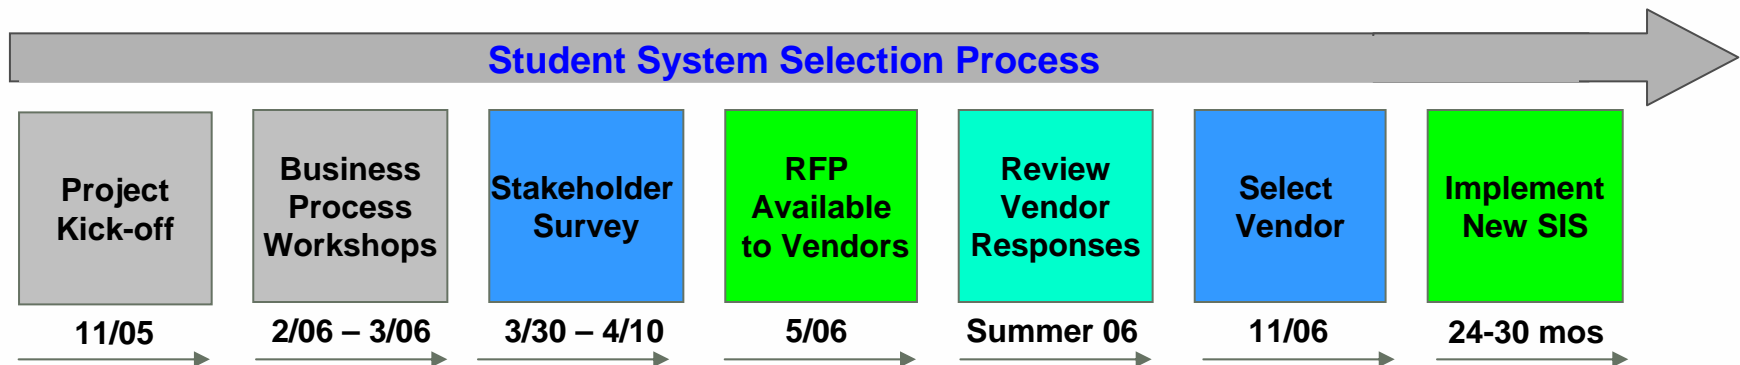 Student System Selection Process
Project
Kick-off
Business
Process
Workshops
Stakeholder
Survey
RFP
Available
to Vendors
Review
Vendor
Responses
Select
Vendor
Implement
New SIS
11/05
2/06 – 3/06
3/30 – 4/10
5/06
Summer 06
11/06
24-30 mos